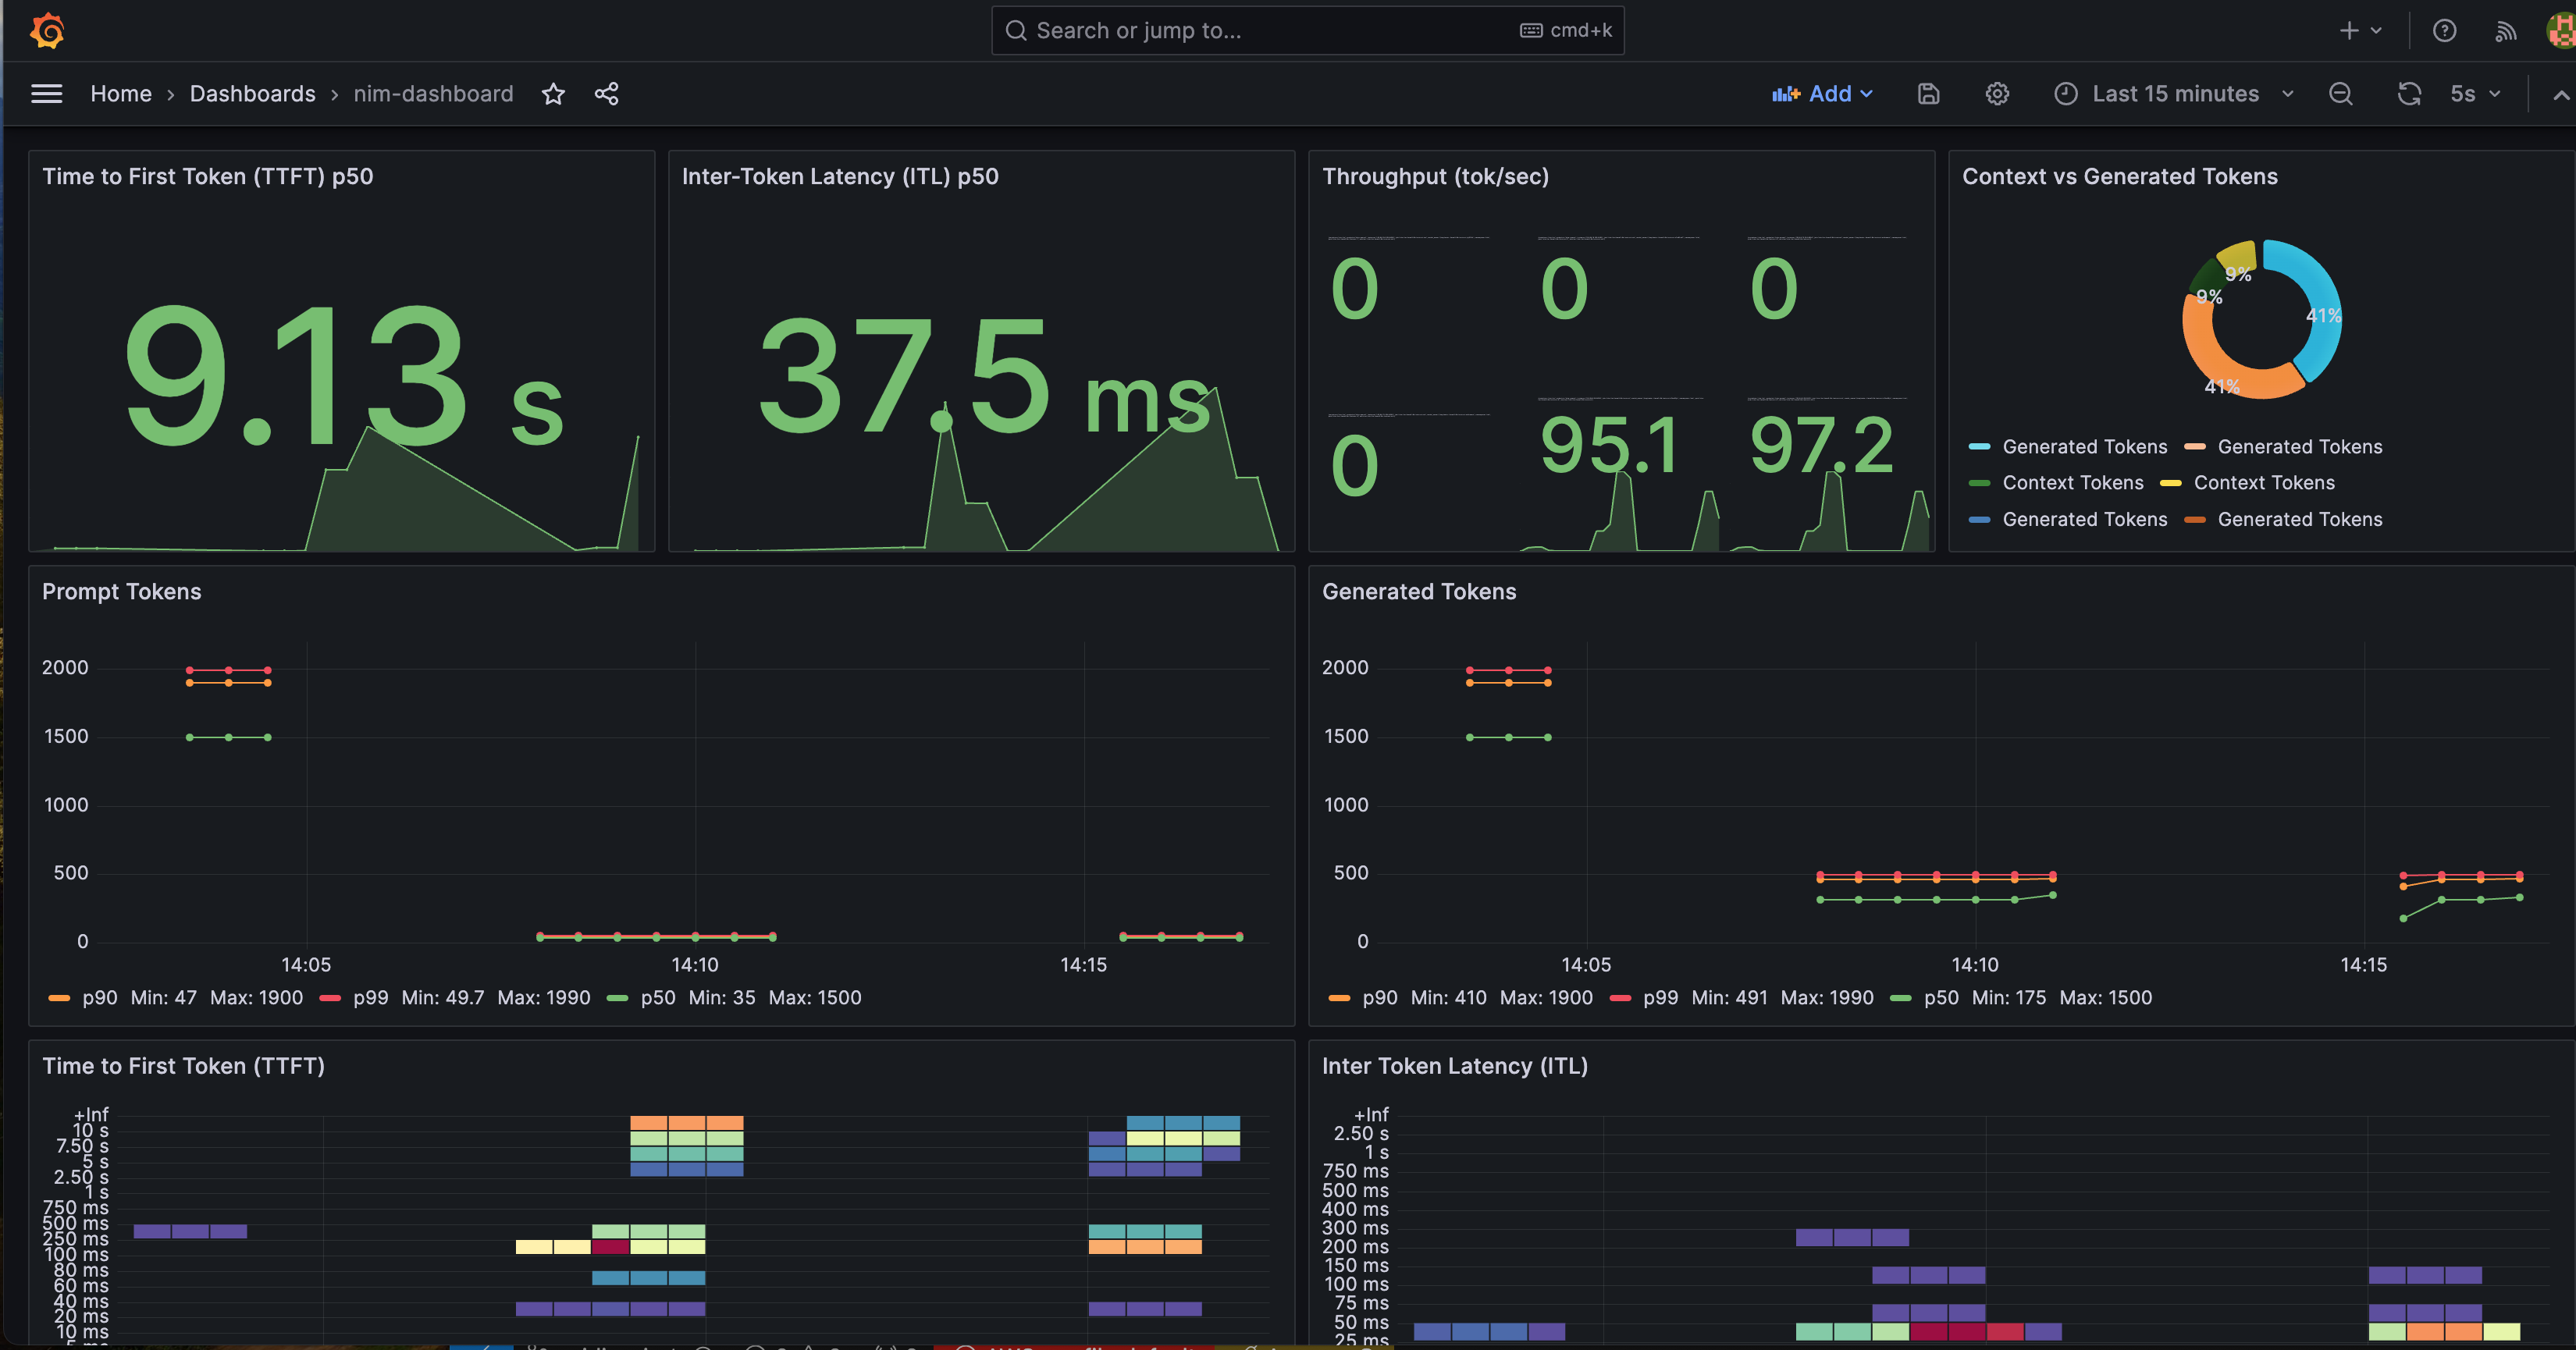 Search or jump to... cmd+k
Home › Dashboards › nim-dashboard Add Last 15 minutes 5s
Time to First Token (TTFT) p50
9.13 s
Inter-Token Latency (ITL) p50
37.5 ms
Throughput (tok/sec)
0 0 0
0 95.1 97.2
Context vs Generated Tokens
9%
9%
41%
41%
Generated Tokens Generated Tokens
Context Tokens Context Tokens
Generated Tokens Generated Tokens
Prompt Tokens
2000
1500
1000
500
0
14:05 14:10 14:15
p90 Min: 47 Max: 1900 p99 Min: 49.7 Max: 1990 p50 Min: 35 Max: 1500
Generated Tokens
2000
1500
1000
500
0
14:05 14:10 14:15
p90 Min: 410 Max: 1900 p99 Min: 491 Max: 1990 p50 Min: 175 Max: 1500
Time to First Token (TTFT)
+Inf
10 s
7.50 s
5 s
2.50 s
1 s
750 ms
500 ms
250 ms
100 ms
80 ms
60 ms
40 ms
20 ms
10 ms
Inter Token Latency (ITL)
+Inf
2.50 s
1 s
750 ms
500 ms
400 ms
300 ms
200 ms
150 ms
100 ms
75 ms
50 ms
25 ms